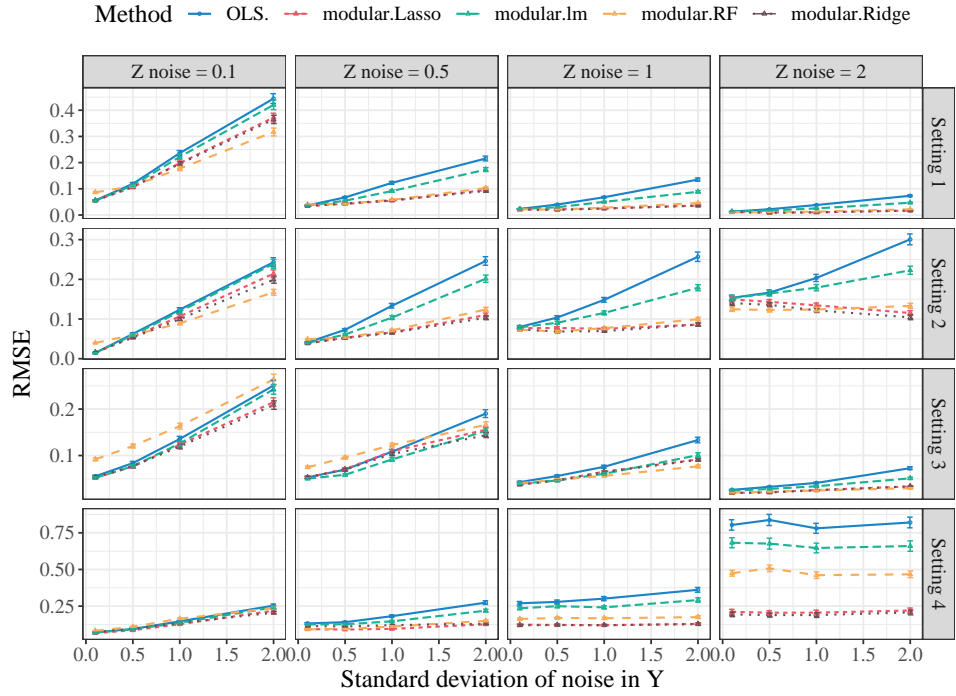 Method OLS. modular.Lasso modular.lm modular.RF modular.Ridge
Z noise = 0.1 Z noise = 0.5 Z noise = 1 Z noise = 2
0.4
0.3
0.2
0.1
0.0
Setting 1
0.3
0.2
0.1
0.0
Setting 2
RMSE
0.2
0.1
Setting 3
0.75
0.50
0.25
Setting 4
0.0 0.5 1.0 1.5 2.0 0.0 0.5 1.0 1.5 2.0 0.0 0.5 1.0 1.5 2.0 0.0 0.5 1.0 1.5 2.0
Standard deviation of noise in Y